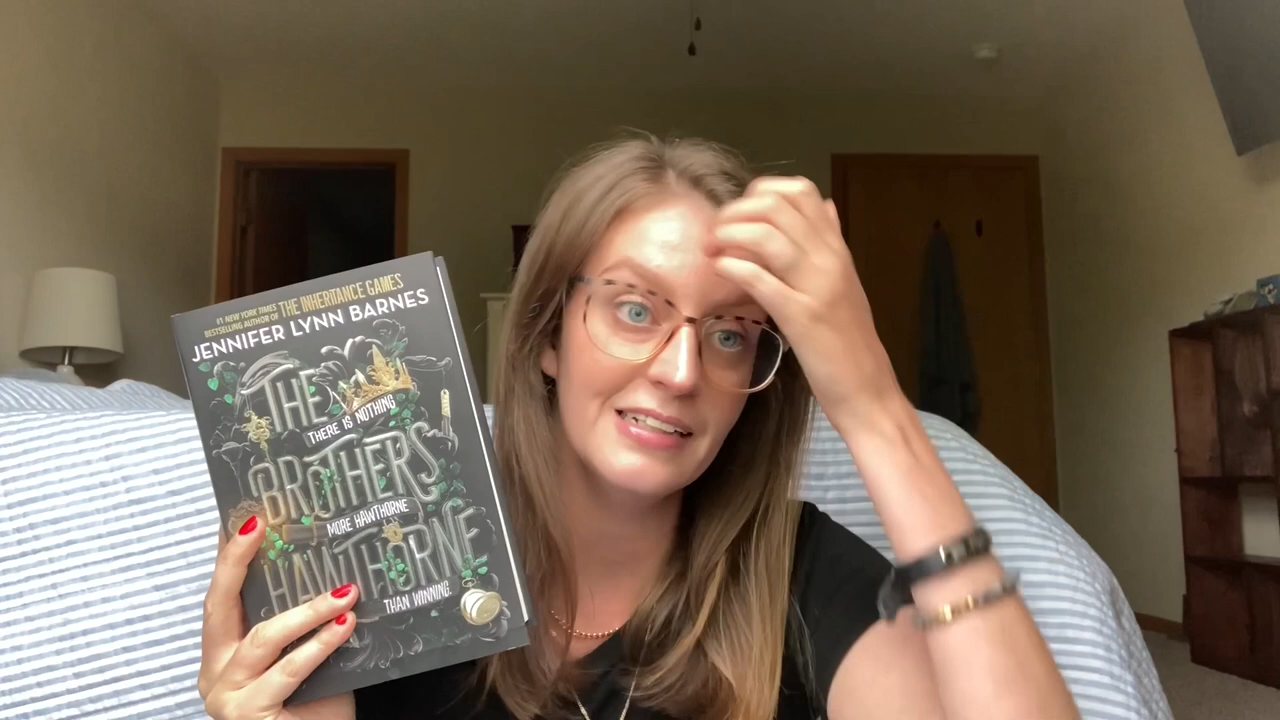 #1 NEW YORK TIMES
BESTSELLING AUTHOR OF THE INHERITANCE GAMES
JENNIFER LYNN BARNES
THE
THERE IS NOTHING
BROTHERS
MORE HAWTHORNE
HAWTHORNE
THAN WINNING.